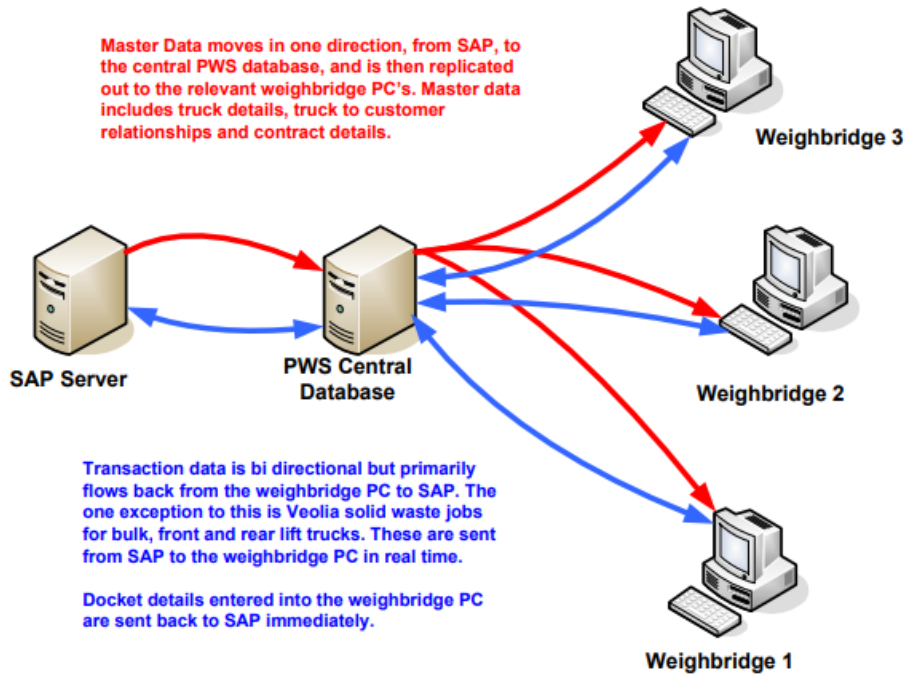 Master Data moves in one direction, from SAP, to
the central PWS database, and is then replicated
out to the relevant weighbridge PC's. Master data
includes truck details, truck to customer
relationships and contract details.
Weighbridge 3
SAP Server
PWS Central
Database
Weighbridge 2
Transaction data is bi directional but primarily
flows back from the weighbridge PC to SAP. The
one exception to this is Veolia solid waste jobs
for bulk, front and rear lift trucks. These are sent
from SAP to the weighbridge PC in real time.
Docket details entered into the weighbridge PC
are sent back to SAP immediately.
Weighbridge 1